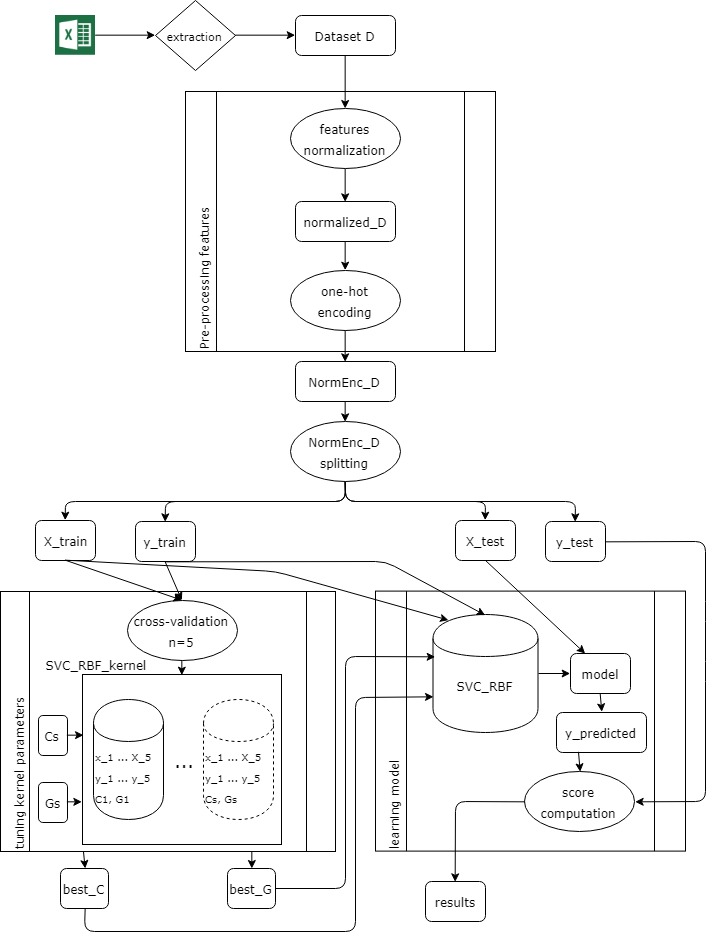 X
extraction
Dataset D
Pre-processing features
features
normalization
normalized_D
one-hot
encoding
NormEnc_D
NormEnc_D
splitting
X_train
y_train
X_test
y_test
tuning kernel parameters
cross-validation
n=5
SVC_RBF_kernel
Cs
Gs
x_1 ... X_5
y_1 ... y_5
C1, G1
...
x_1 ... X_5
y_1 ... y_5
Cs, Gs
best_C
best_G
learning model
SVC_RBF
model
y_predicted
score
computation
results